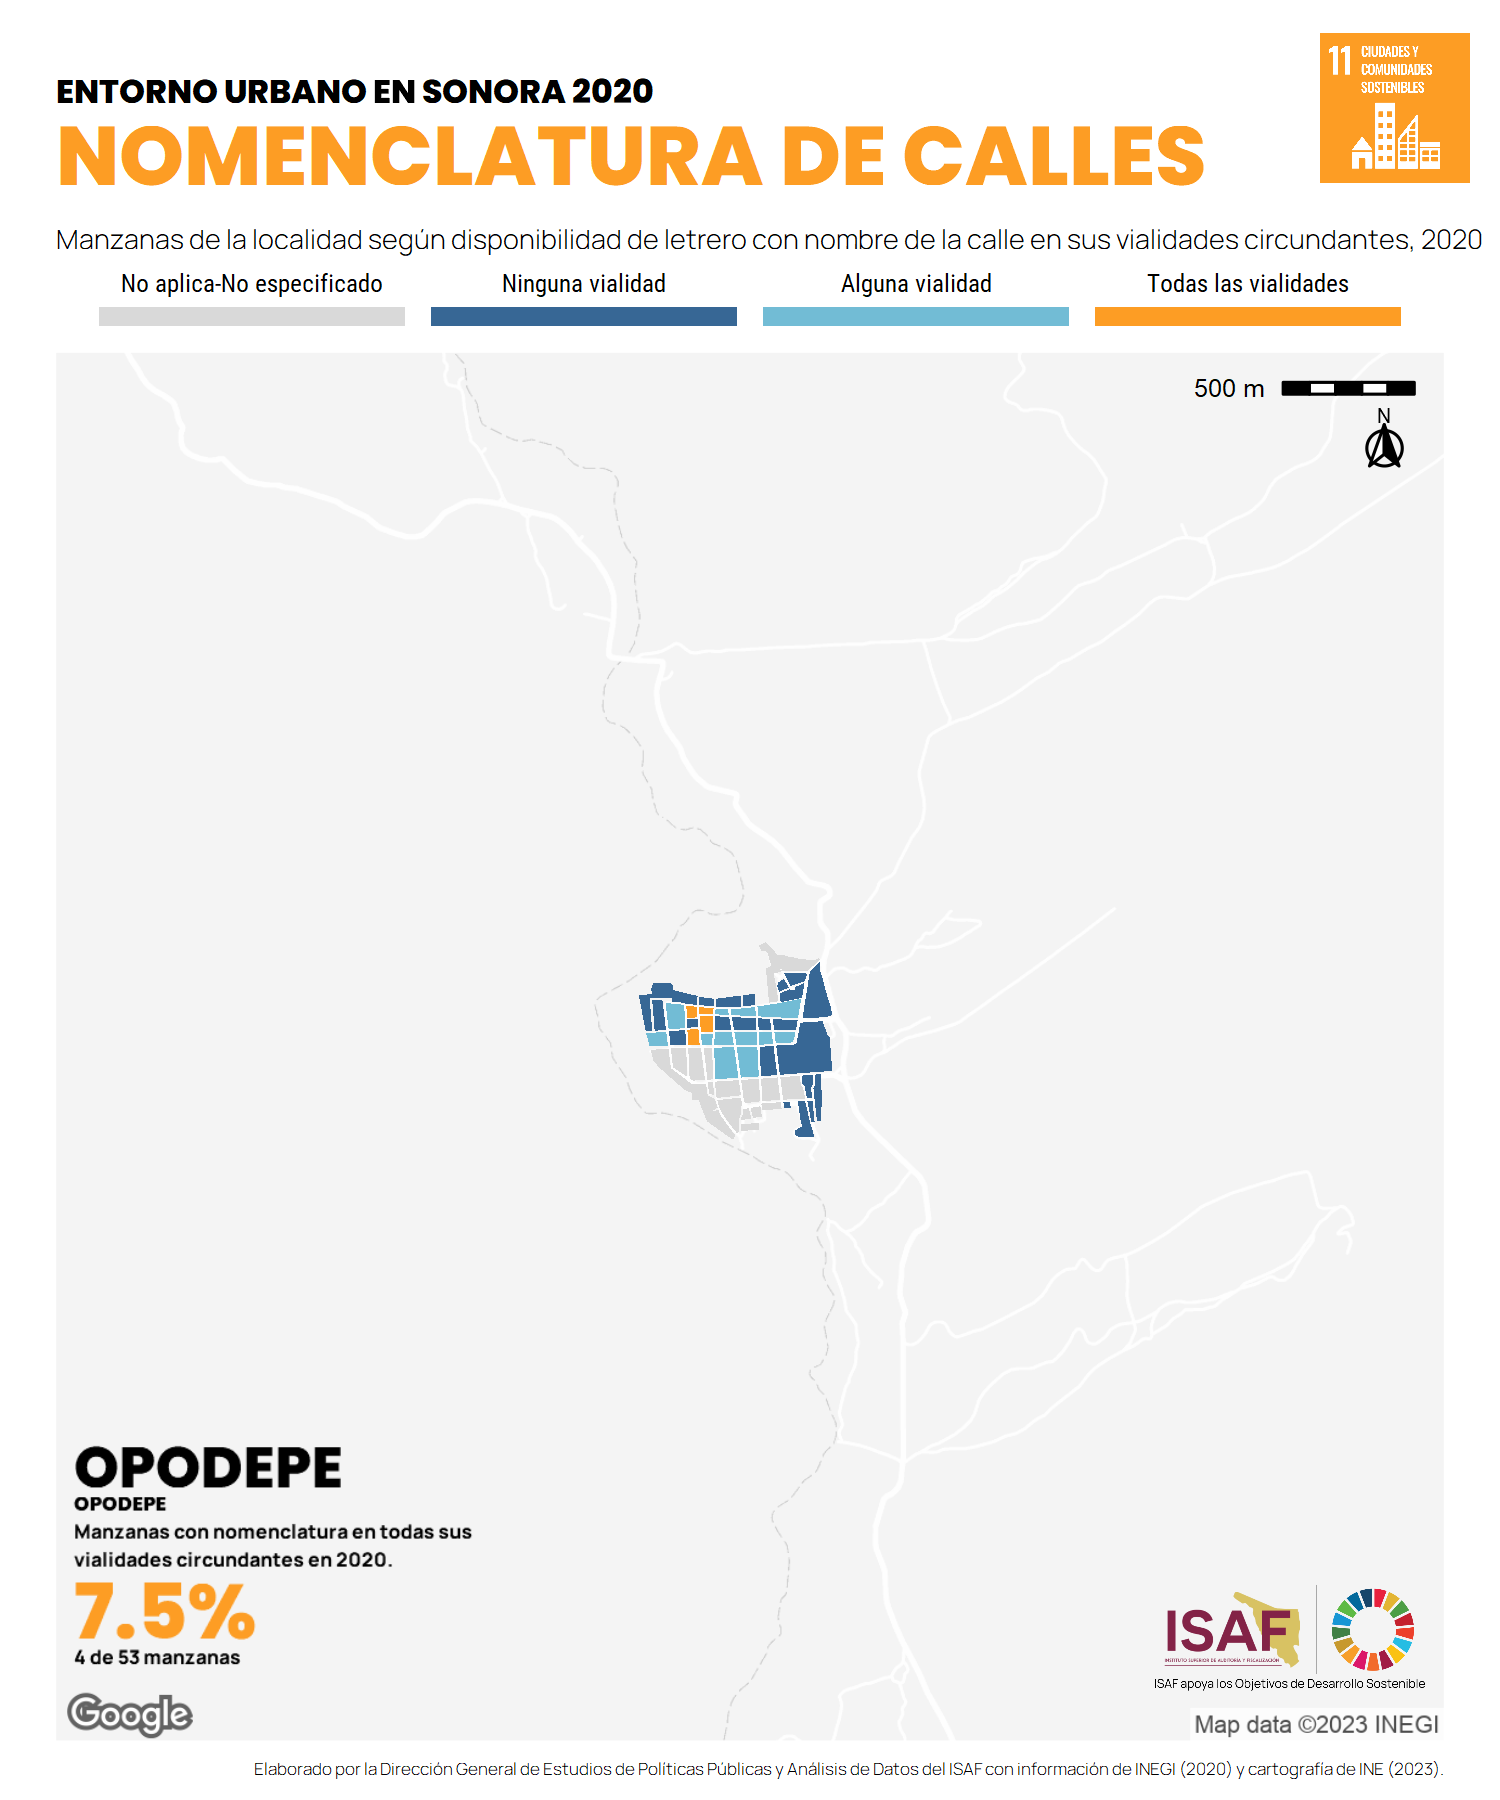 11 CIUDADES Y
COMUNIDADES
SOSTENIBLES
ENTORNO URBANO EN SONORA 2020
NOMENCLATURA DE CALLES
Manzanas de la localidad según disponibilidad de letrero con nombre de la calle en sus vialidades circundantes, 2020
No aplica-No especificado Ninguna vialidad Alguna vialidad Todas las vialidades
500 m
N
OPODEPE
OPODEPE
Manzanas con nomenclatura en todas sus
vialidades circundantes en 2020.
7.5%
4 de 53 manzanas
ISAF
INSTITUTO SUPERIOR DE AUDITORÍA Y FISCALIZACIÓN
ISAF apoya los Objetivos de Desarrollo Sostenible
Google
Map data ©2023 INEGI
Elaborado por la Dirección General de Estudios de Políticas Públicas y Análisis de Datos del ISAF con información de INEGI (2020) y cartografía de INE (2023).